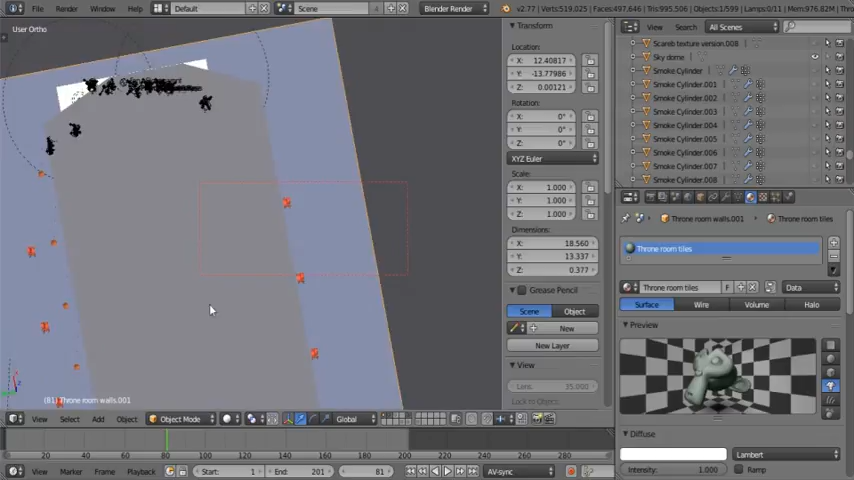 File Render Window Help Default Scene Blender Render v2.77 | Verts:519,025 | Faces:497,646 | Tris:995,506 | Objects:1/599 | Lamps:0/11 | Mem:976.82M
User Ortho
(81) Throne room walls.001
View Select Add Object Object Mode Global
20 40 60 80 100 120 140 160 180 200 220 240
View Marker Frame Playback Start: 1 End: 201 81 AV-sync
Transform
Location:
X: 12.40817
Y: -13.77986
Z: 0.00121
Rotation:
X: 0°
Y: 0°
Z: 0°
XYZ Euler
Scale:
X: 1.000
Y: 1.000
Z: 1.000
Dimensions:
X: 18.560
Y: 13.337
Z: 0.377
Grease Pencil
Scene Object
New
New Layer
View
Lens: 35.000
View Search All Scenes
Scareb texture version.008
Sky dome
Smoke Cylinder
Smoke Cylinder.001
Smoke Cylinder.002
Smoke Cylinder.003
Smoke Cylinder.004
Smoke Cylinder.005
Smoke Cylinder.006
Smoke Cylinder.007
Smoke Cylinder.008
Throne room walls.001 Throne room tiles
Throne room tiles
Throne room tiles F Data
Surface Wire Volume Halo
Preview
Diffuse
Lambert
Intensity: 1.000 Ramp